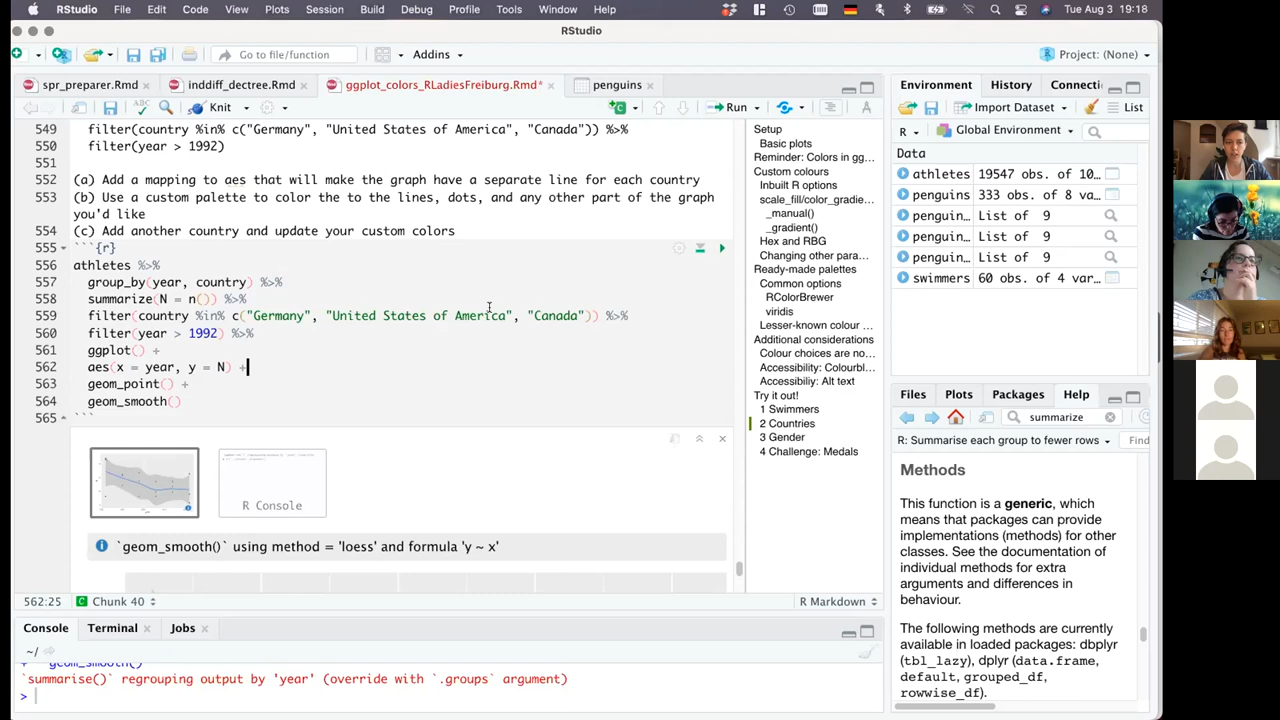 RStudio File Edit Code View Plots Session Build Debug Profile Tools Window Help Tue Aug 3 19:18
RStudio
Go to file/function Addins Project: (None)
spr_preparer.Rmd inddiff_dectree.Rmd ggplot_colors_RLadiesFreiburg.Rmd* penguins
Knit Run
549 filter(country %in% c("Germany", "United States of America", "Canada")) %>%
550 filter(year > 1992)
551
552 (a) Add a mapping to aes that will make the graph have a separate line for each country
553 (b) Use a custom palette to color the to the lines, dots, and any other part of the graph
you'd like
554 (c) Add another country and update your custom colors
555 ```{r}
556 athletes %>%
557 group_by(year, country) %>%
558 summarize(N = n()) %>%
559 filter(country %in% c("Germany", "United States of America", "Canada")) %>%
560 filter(year > 1992) %>%
561 ggplot() +
562 aes(x = year, y = N) +
563 geom_point() +
564 geom_smooth()
565 ```
R Console
`geom_smooth()` using method = 'loess' and formula 'y ~ x'
562:25 Chunk 40 R Markdown
Setup
Basic plots
Reminder: Colors in gg...
Custom colours
Inbuilt R options
scale_fill/color_gradie...
_manual()
_gradient()
Hex and RBG
Changing other para...
Ready-made palettes
Common options
RColorBrewer
viridis
Lesser-known colour ...
Additional considerations
Colour choices are no...
Accessibility: Colourbl...
Accessibiliy: Alt text
Try it out!
1 Swimmers
2 Countries
3 Gender
4 Challenge: Medals
Console Terminal Jobs
~/
+ geom_smooth()
`summarise()` regrouping output by 'year' (override with `.groups` argument)
>
Environment History Connecti
Import Dataset List
R Global Environment
Data
athletes 19547 obs. of 10...
penguins 333 obs. of 8 va...
penguin... List of 9
penguin... List of 9
penguin... List of 9
swimmers 60 obs. of 4 var...
Files Plots Packages Help
summarize
R: Summarise each group to fewer rows Find
Methods
This function is a generic, which
means that packages can provide
implementations (methods) for other
classes. See the documentation of
individual methods for extra
arguments and differences in
behaviour.
The following methods are currently
available in loaded packages: dbplyr
(tbl_lazy), dplyr (data.frame,
default, grouped_df,
rowwise_df).